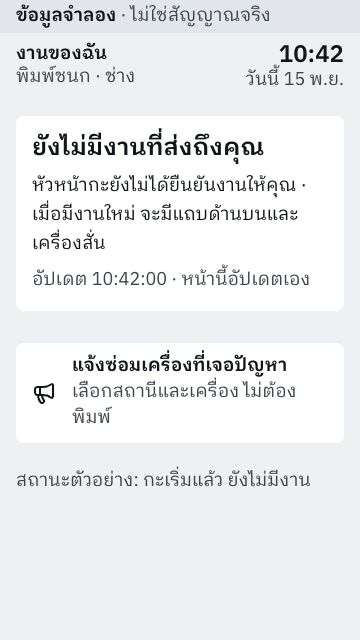 ข้อมูลจำลอง · ไม่ใช่สัญญาณจริง
งานของฉัน
10:42
พิมพ์ชนก · ช่าง
วันนี้ 15 พ.ย.
ยังไม่มีงานที่ส่งถึงคุณ
หัวหน้ากะยังไม่ได้ยืนยันงานให้คุณ ·
เมื่อมีงานใหม่ จะมีแถบด้านบนและ
เครื่องสั่น
อัปเดต 10:42:00 · หน้านี้อัปเดตเอง
แจ้งซ่อมเครื่องที่เจอปัญหา
เลือกสถานีและเครื่อง ไม่ต้อง
พิมพ์
สถานะตัวอย่าง: กะเริ่มแล้ว ยังไม่มีงาน